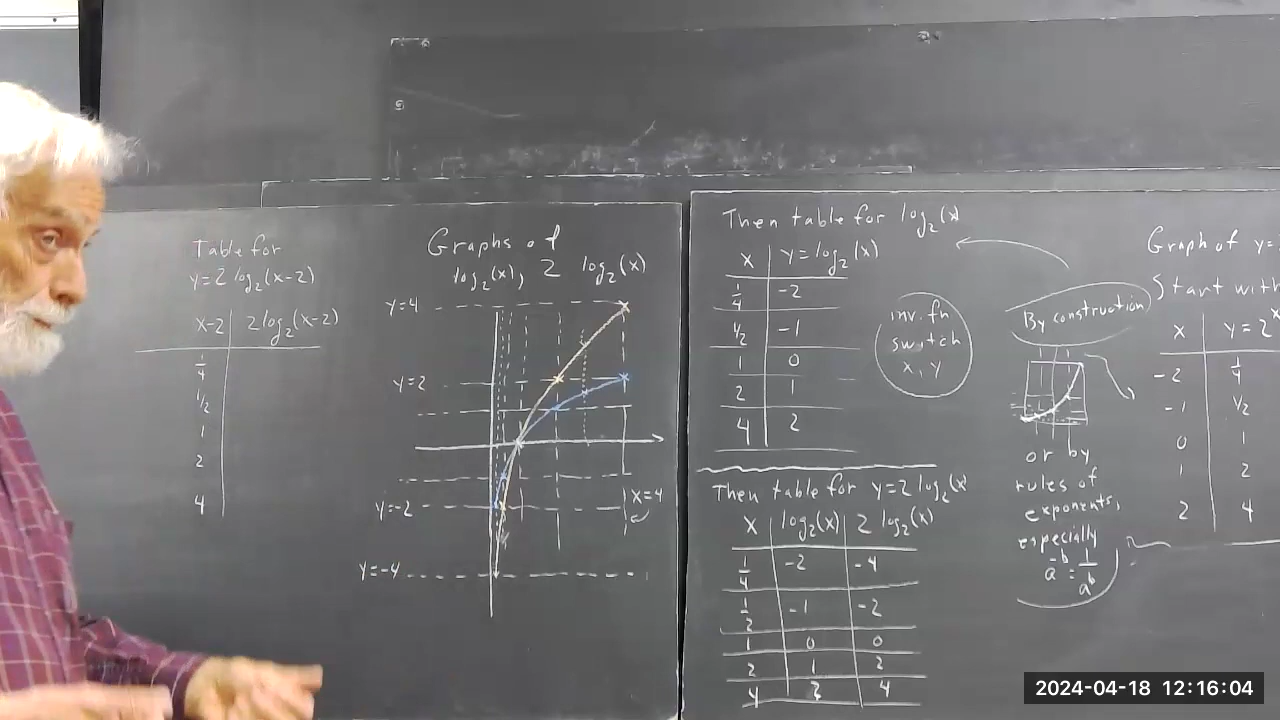 Table for
y=2 log₂(x-2)
x-2 | 2log₂(x-2)
1/4
1/2
1
2
4
Graphs of
log₂(x), 2 log₂(x)
y=4
y=2
y=-2
x=4
y=-4
Then table for log₂(x)
x | y=log₂(x)
1/4 | -2
1/2 | -1
1 | 0
2 | 1
4 | 2
inv. fn
switch
x, y
Then table for y=2 log₂(x)
x | log₂(x) | 2 log₂(x)
1/4 | -2 | -4
1/2 | -1 | -2
1 | 0 | 0
2 | 1 | 2
4 | 2 | 4
By construction
or by
rules of
exponents,
especially
a^-b = 1/a^b
Graph of y=
Start with
x | y=2^x
-2 | 1/4
-1 | 1/2
0 | 1
1 | 2
2 | 4
2024-04-18 12:16:04